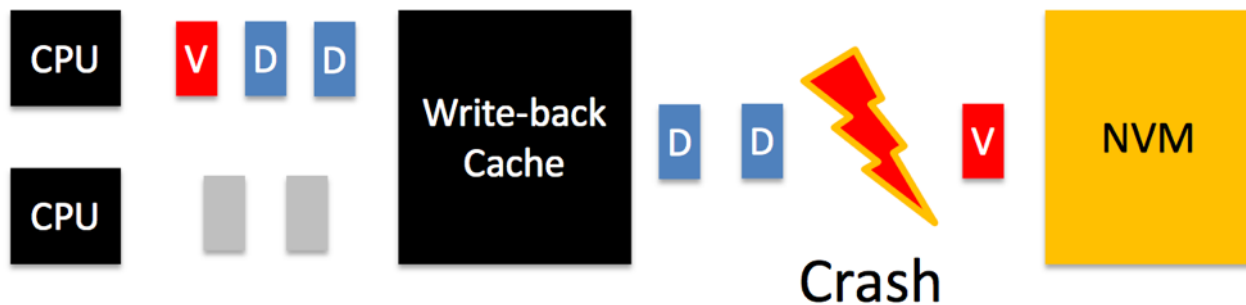 CPU
V D D
Write-back
Cache
D D
V
NVM
CPU
Crash